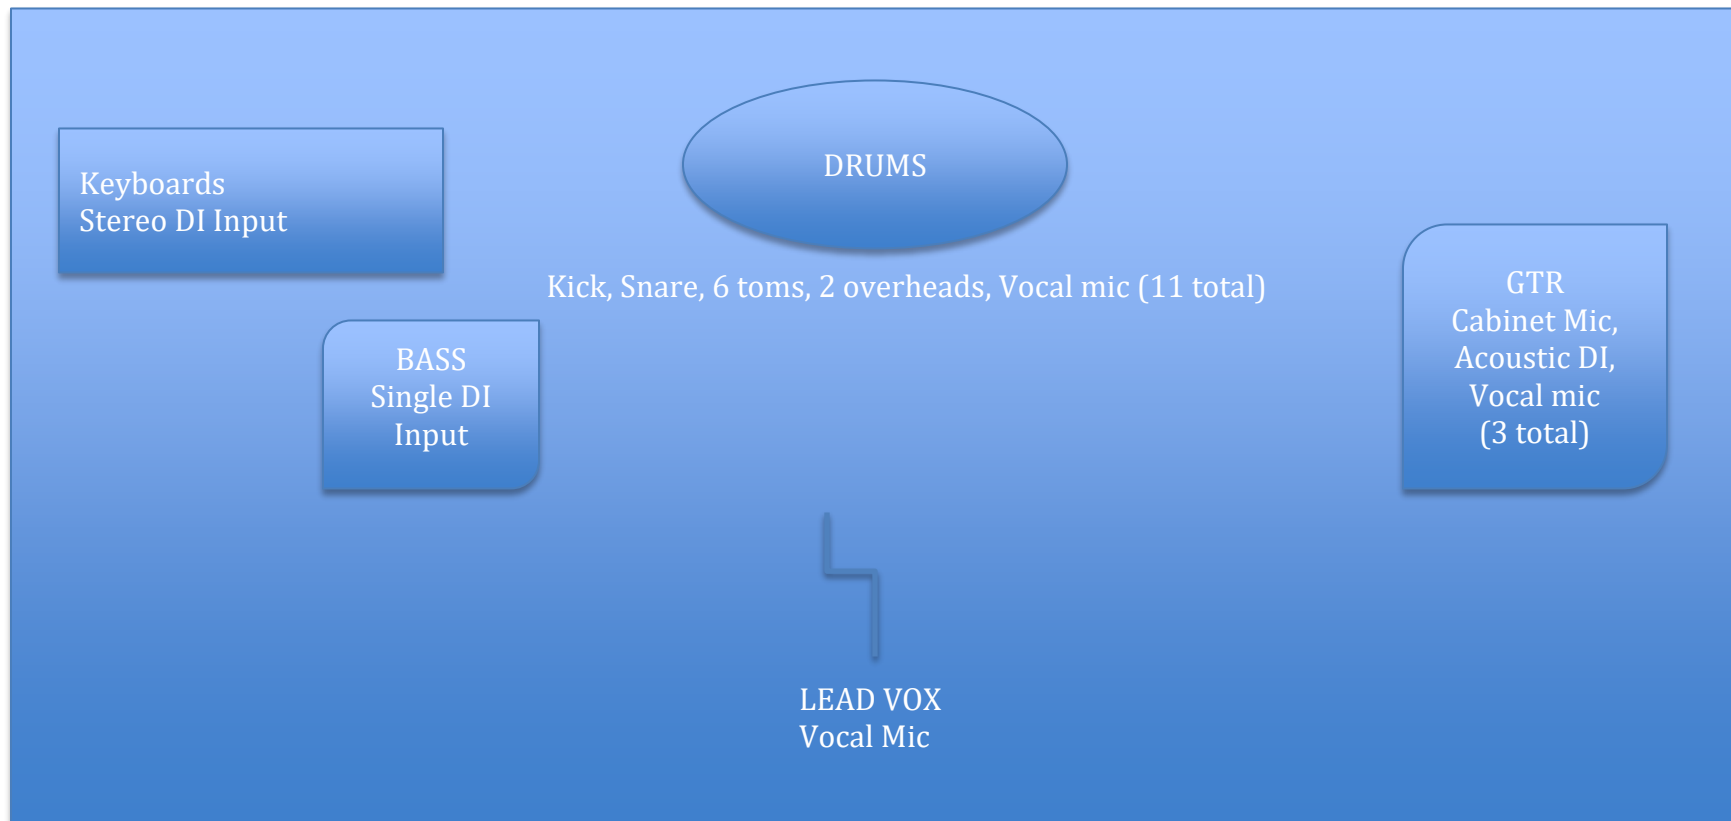 DRUMS
Keyboards
Stereo DI Input
Kick, Snare, 6 toms, 2 overheads, Vocal mic (11 total)
GTR
Cabinet Mic,
Acoustic DI,
Vocal mic
(3 total)
BASS
Single DI
Input
LEAD VOX
Vocal Mic